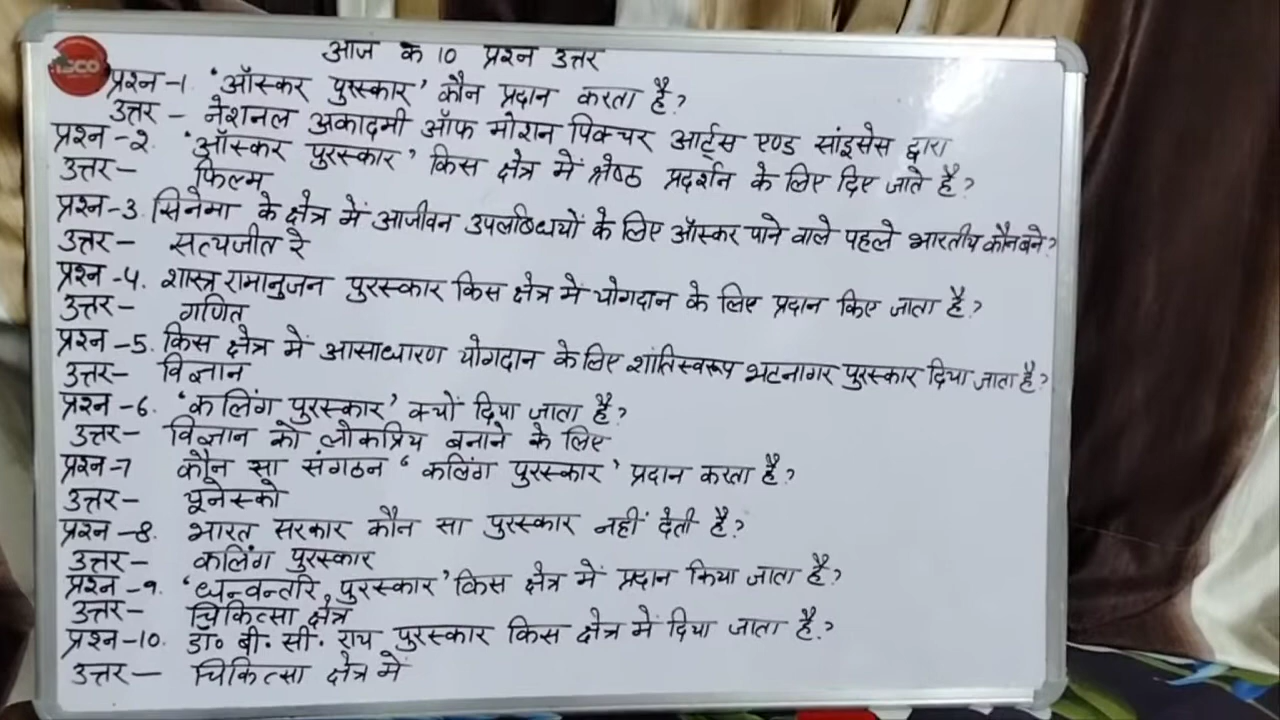 आज के 10 प्रश्न उत्तर
प्रश्न-1. 'ऑस्कर पुरस्कार' कौन प्रदान करता है?
उत्तर - नेशनल अकादमी ऑफ मोशन पिक्चर आर्ट्स एण्ड सांइसेस द्वारा
प्रश्न-२. 'ऑस्कर पुरस्कार' किस क्षेत्र में श्रेष्ठ प्रदर्शन के लिए दिए जाते है?
उत्तर- फिल्म
प्रश्न-3. सिनेमा के क्षेत्र में आजीवन उपलब्धियों के लिए ऑस्कर पाने वाले पहले भारतीय कौन बने?
उत्तर- सत्यजीत रे
प्रश्न-4. शास्त्र रामानुजन पुरस्कार किस क्षेत्र में योगदान के लिए प्रदान किए जाता है?
उत्तर- गणित
प्रश्न-5. किस क्षेत्र में आसाधारण योगदान के लिए शांतिस्वरूप भटनागर पुरस्कार दिया जाता है?
उत्तर- विज्ञान
प्रश्न-6. 'कलिंग पुरस्कार' क्यों दिया जाता है?
उत्तर- विज्ञान को लोकप्रिय बनाने के लिए
प्रश्न-7 कौन सा संगठन 'कलिंग पुरस्कार' प्रदान करता है?
उत्तर- यूनेस्को
प्रश्न-8. भारत सरकार कौन सा पुरस्कार नहीं देती है?
उत्तर- कलिंग पुरस्कार
प्रश्न-9. 'ध्यन्वन्तरि पुरस्कार' किस क्षेत्र में प्रदान किया जाता है?
उत्तर- चिकित्सा क्षेत्र
प्रश्न-10. डा० बी. सी. राय पुरस्कार किस क्षेत्र में दिया जाता है?
उत्तर- चिकित्सा क्षेत्र में